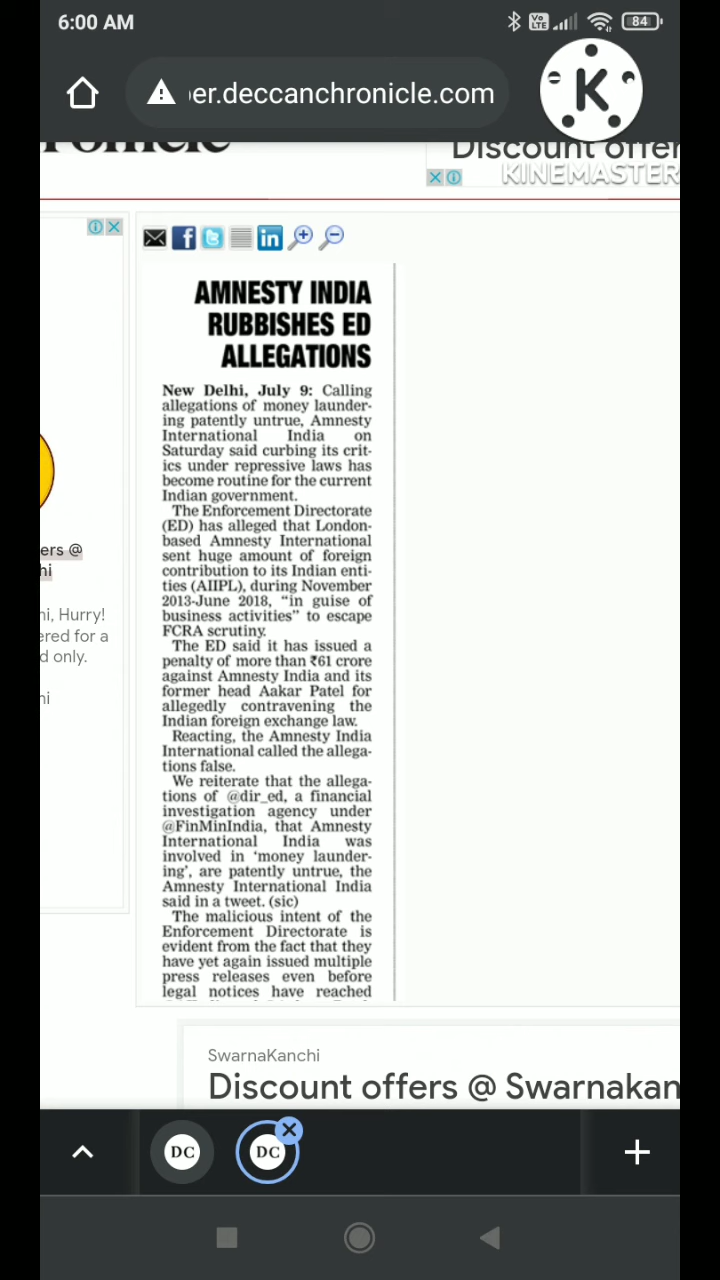 6:00 AM
Vo LTE
84
er.deccanchronicle.com
K
Discount offer
KINEMASTER
AMNESTY INDIA
RUBBISHES ED
ALLEGATIONS
New Delhi, July 9: Calling
allegations of money launder-
ing patently untrue, Amnesty
International India on
Saturday said curbing its crit-
ics under repressive laws has
become routine for the current
Indian government.
The Enforcement Directorate
(ED) has alleged that London-
based Amnesty International
sent huge amount of foreign
contribution to its Indian enti-
ties (AIIPL), during November
2013-June 2018, “in guise of
business activities” to escape
FCRA scrutiny.
The ED said it has issued a
penalty of more than ₹61 crore
against Amnesty India and its
former head Aakar Patel for
allegedly contravening the
Indian foreign exchange law.
Reacting, the Amnesty India
International called the allega-
tions false.
We reiterate that the allega-
tions of @dir_ed, a financial
investigation agency under
@FinMinIndia, that Amnesty
International India was
involved in ‘money launder-
ing’, are patently untrue, the
Amnesty International India
said in a tweet. (sic)
The malicious intent of the
Enforcement Directorate is
evident from the fact that they
have yet again issued multiple
press releases even before
legal notices have reached
ers @
hi
ni, Hurry!
ered for a
d only.
ni
SwarnaKanchi
Discount offers @ Swarnakan
DC
DC